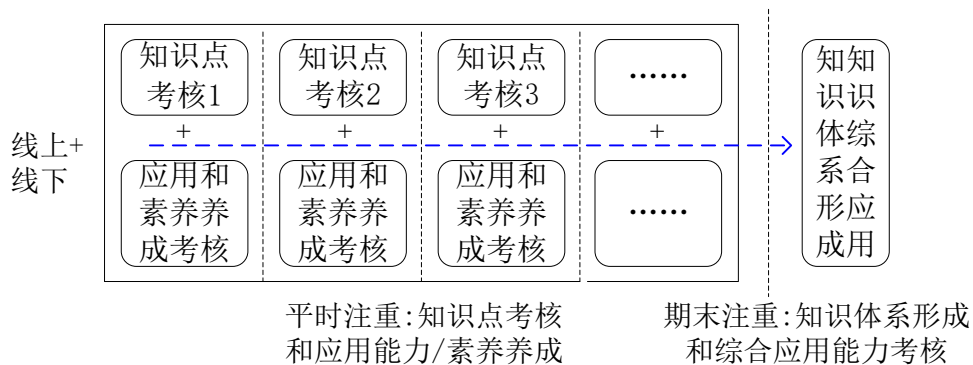 线上+
线下
知识点
考核1
+
应用和
素养养
成考核
知识点
考核2
+
应用和
素养养
成考核
知识点
考核3
+
应用和
素养养
成考核
······
+
······
知识体系形成
知识综合应用
平时注重:知识点考核
和应用能力/素养养成
期末注重:知识体系形成
和综合应用能力考核